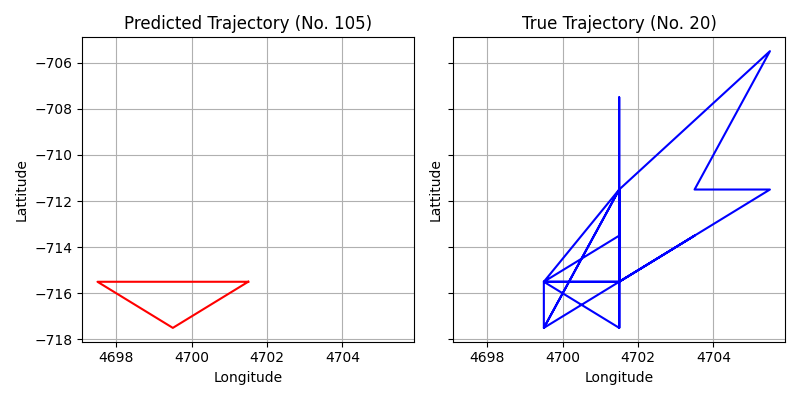 Predicted Trajectory (No. 105)
Lattitude
−706
−708
−710
−712
−714
−716
−718
4698 4700 4702 4704
Longitude
True Trajectory (No. 20)
Lattitude
4698 4700 4702 4704
Longitude